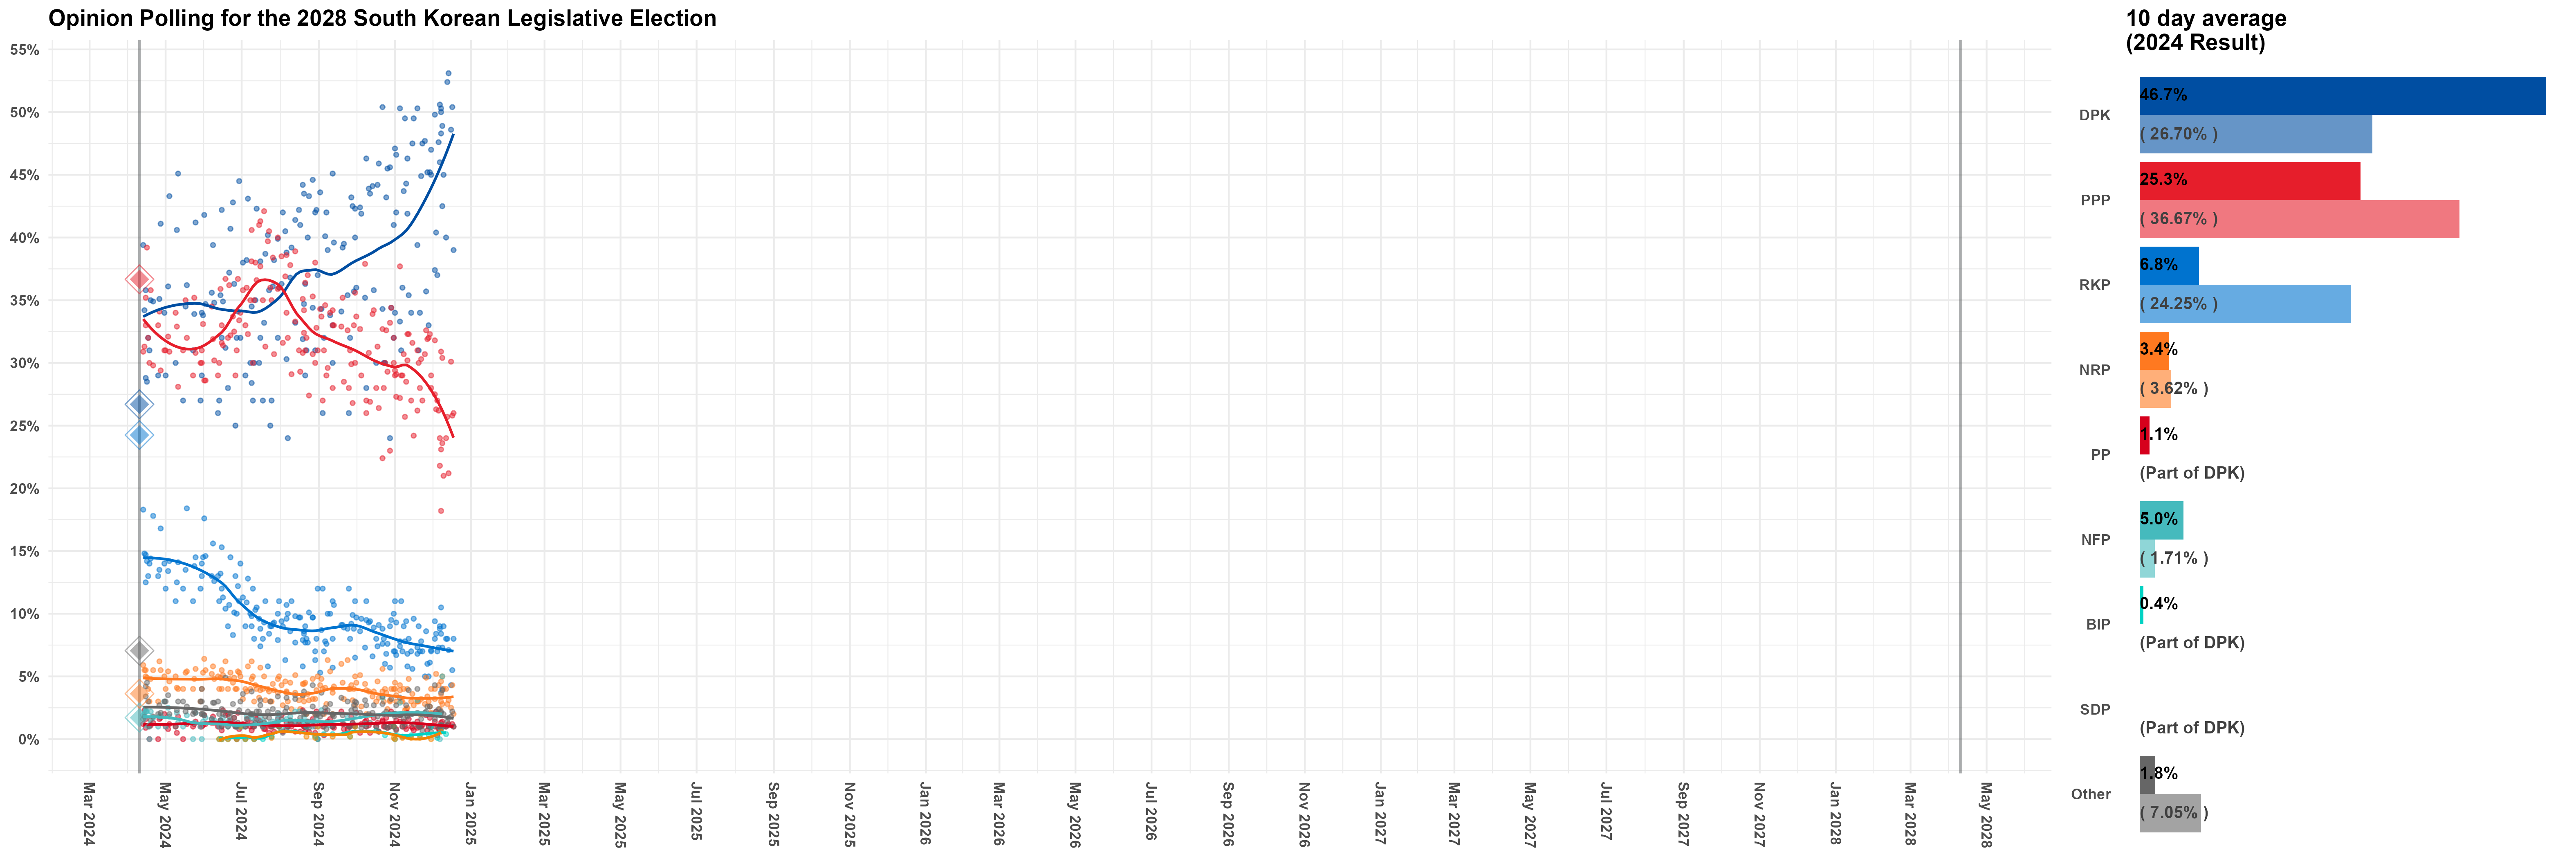 Opinion Polling for the 2028 South Korean Legislative Election
55%
50%
45%
40%
35%
30%
25%
20%
15%
10%
5%
0%
Mar 2024
May 2024
Jul 2024
Sep 2024
Nov 2024
Jan 2025
Mar 2025
May 2025
Jul 2025
Sep 2025
Nov 2025
Jan 2026
Mar 2026
May 2026
Jul 2026
Sep 2026
Nov 2026
Jan 2027
Mar 2027
May 2027
Jul 2027
Sep 2027
Nov 2027
Jan 2028
Mar 2028
May 2028
10 day average
(2024 Result)
DPK
46.7%
( 26.70% )
PPP
25.3%
( 36.67% )
RKP
6.8%
( 24.25% )
NRP
3.4%
( 3.62% )
PP
1.1%
(Part of DPK)
NFP
5.0%
( 1.71% )
BIP
0.4%
(Part of DPK)
SDP
(Part of DPK)
Other
1.8%
( 7.05% )